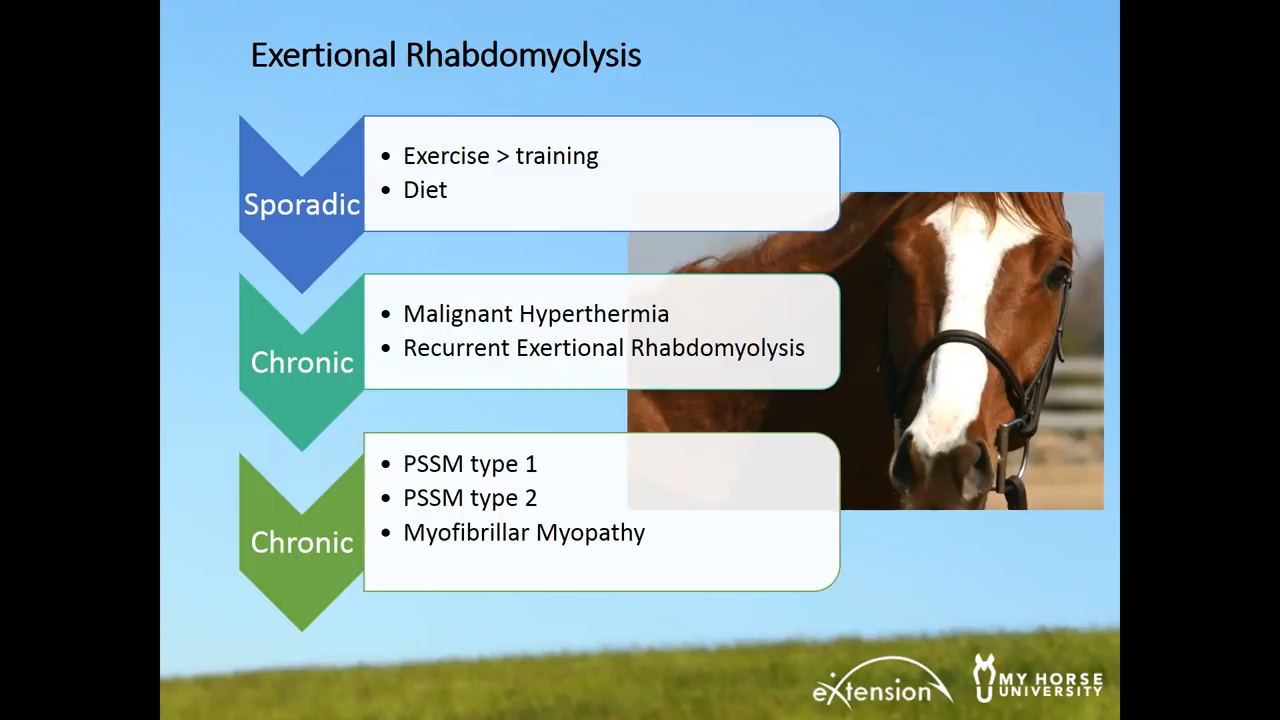 Exertional Rhabdomyolysis
Sporadic
• Exercise > training
• Diet
Chronic
• Malignant Hyperthermia
• Recurrent Exertional Rhabdomyolysis
Chronic
• PSSM type 1
• PSSM type 2
• Myofibrillar Myopathy
eXtension
MY HORSE
UNIVERSITY